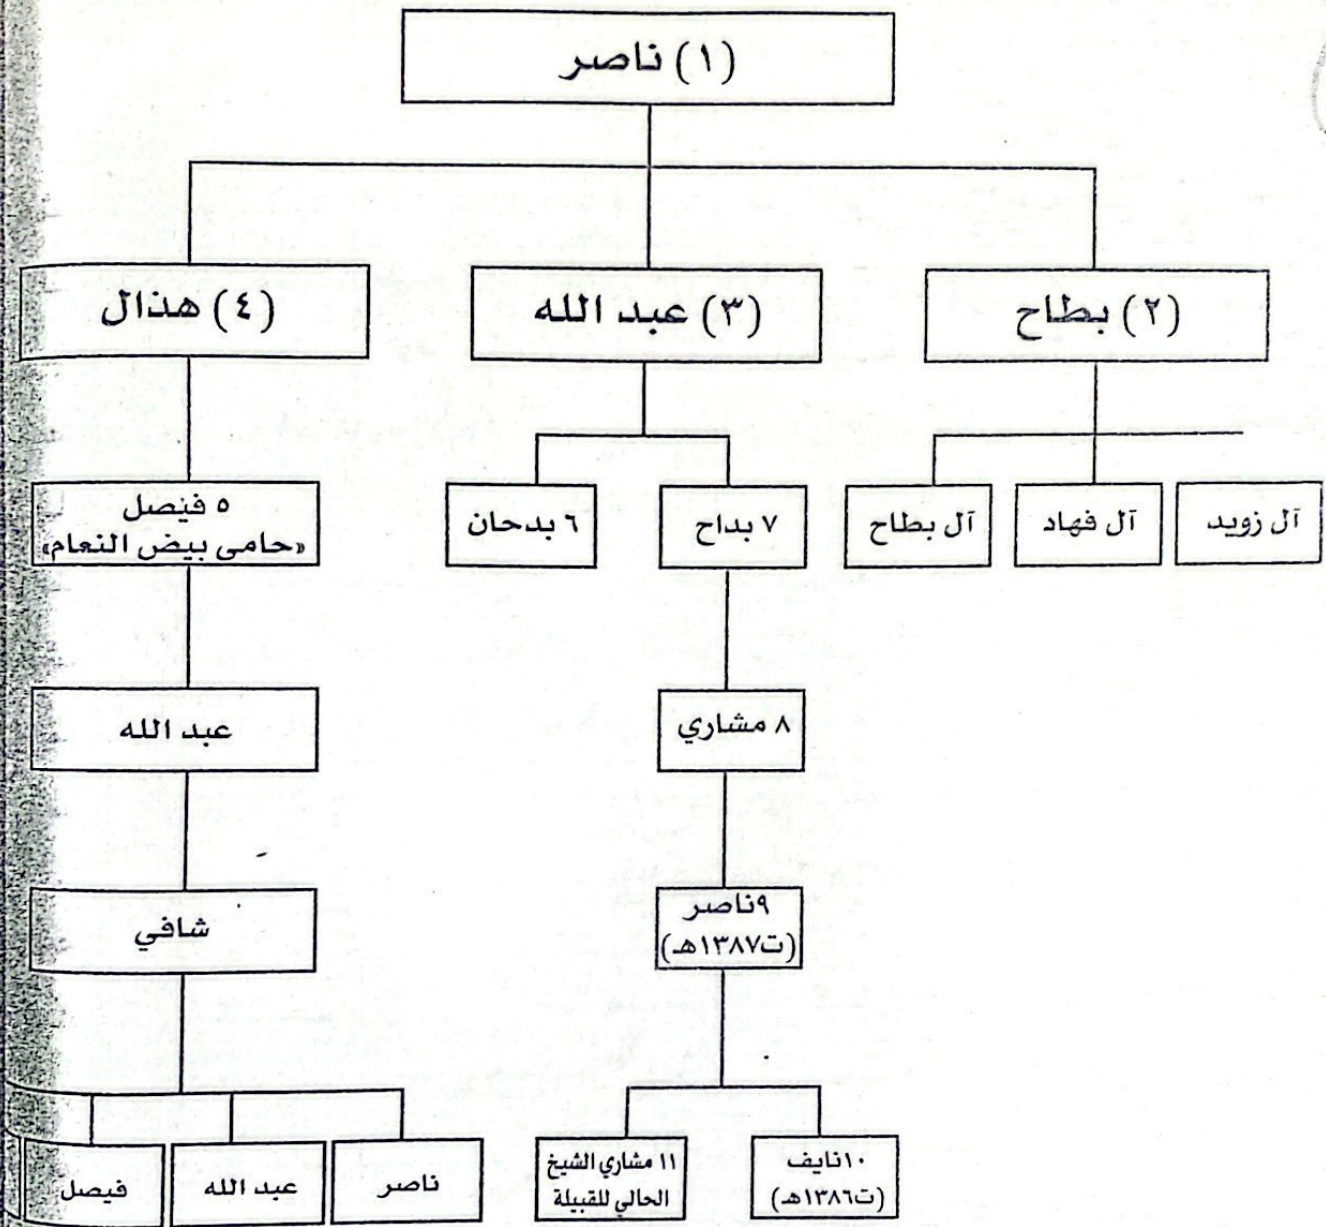 (١) ناصر
(٢) بطاح
(٣) عبد الله
(٤) هذال
آل زويد
آل فهاد
آل بطاح
٧ بداح
٦ بدحان
٥ فيصل
«حامى بيض النعام»
٨ مشاري
عبد الله
٩ناصر
(ت١٣٨٧هـ)
شافي
١٠نايف
(ت١٣٨٦هـ)
١١ مشاري الشيخ
الحالي للقبيلة
ناصر
عبد الله
فيصل